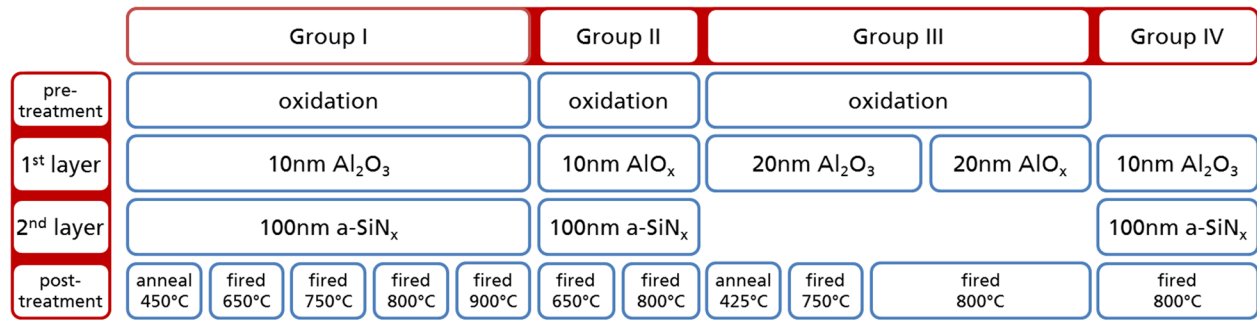 Group I Group II Group III Group IV
pre-
treatment
oxidation oxidation oxidation
1st layer 10nm Al₂O₃ 10nm AlOₓ 20nm Al₂O₃ 20nm AlOₓ 10nm Al₂O₃
2nd layer 100nm a-SiNₓ 100nm a-SiNₓ 100nm a-SiNₓ
post-
treatment
anneal
450°C
fired
650°C
fired
750°C
fired
800°C
fired
900°C
fired
650°C
fired
800°C
anneal
425°C
fired
750°C
fired
800°C
fired
800°C